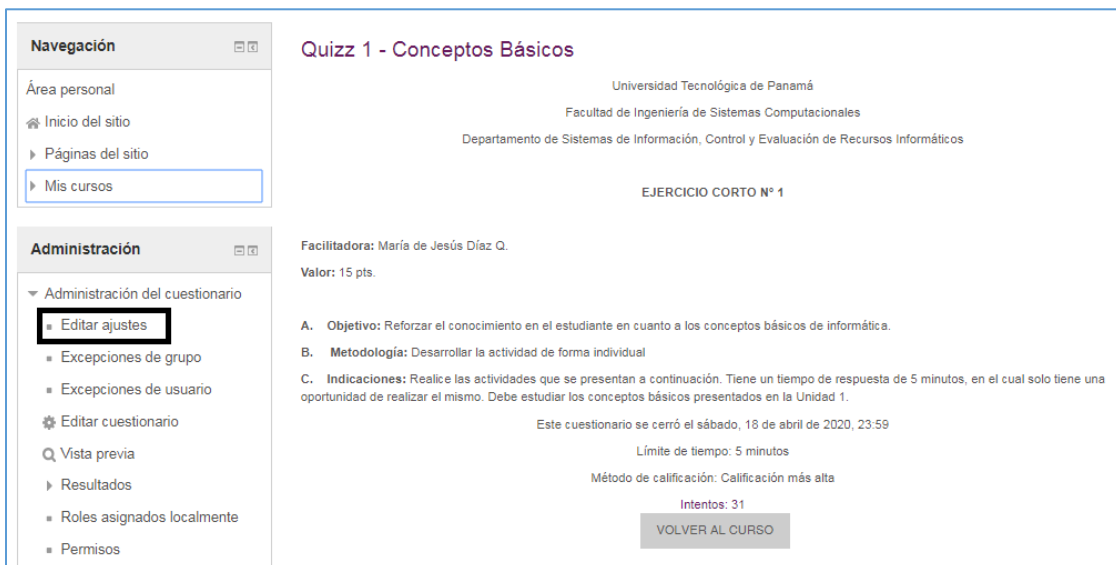 Navegación
Área personal
Inicio del sitio
Páginas del sitio
Mis cursos
Administración
Administración del cuestionario
Editar ajustes
Excepciones de grupo
Excepciones de usuario
Editar cuestionario
Vista previa
Resultados
Roles asignados localmente
Permisos
Quizz 1 - Conceptos Básicos
Universidad Tecnológica de Panamá
Facultad de Ingeniería de Sistemas Computacionales
Departamento de Sistemas de Información, Control y Evaluación de Recursos Informáticos
EJERCICIO CORTO Nº 1
Facilitadora: María de Jesús Díaz Q.
Valor: 15 pts.
A. Objetivo: Reforzar el conocimiento en el estudiante en cuanto a los conceptos básicos de informática.
B. Metodología: Desarrollar la actividad de forma individual
C. Indicaciones: Realice las actividades que se presentan a continuación. Tiene un tiempo de respuesta de 5 minutos, en el cual solo tiene una
oportunidad de realizar el mismo. Debe estudiar los conceptos básicos presentados en la Unidad 1.
Este cuestionario se cerró el sábado, 18 de abril de 2020, 23:59
Límite de tiempo: 5 minutos
Método de calificación: Calificación más alta
Intentos: 31
VOLVER AL CURSO